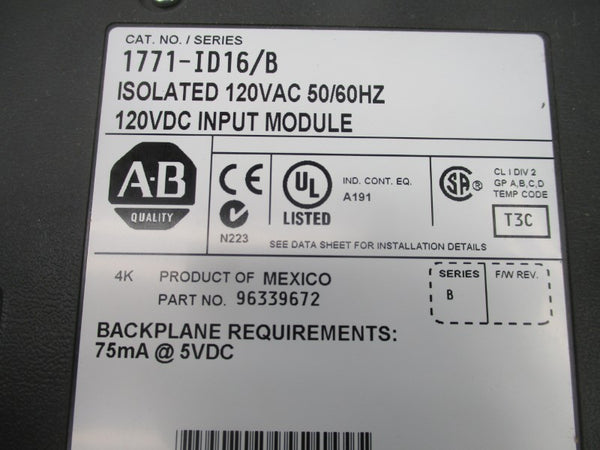 CAT. NO. / SERIES
1771-ID16/B
ISOLATED 120VAC 50/60HZ
120VDC INPUT MODULE
A-B
QUALITY
CE
N223
UL
LISTED
IND. CONT. EQ.
A191
SA
CL I DIV 2
GP A,B,C,D
TEMP CODE
T3C
SEE DATA SHEET FOR INSTALLATION DETAILS
4K PRODUCT OF MEXICO
PART NO. 96339672
SERIES
B
F/W REV.
BACKPLANE REQUIREMENTS:
75mA @ 5VDC